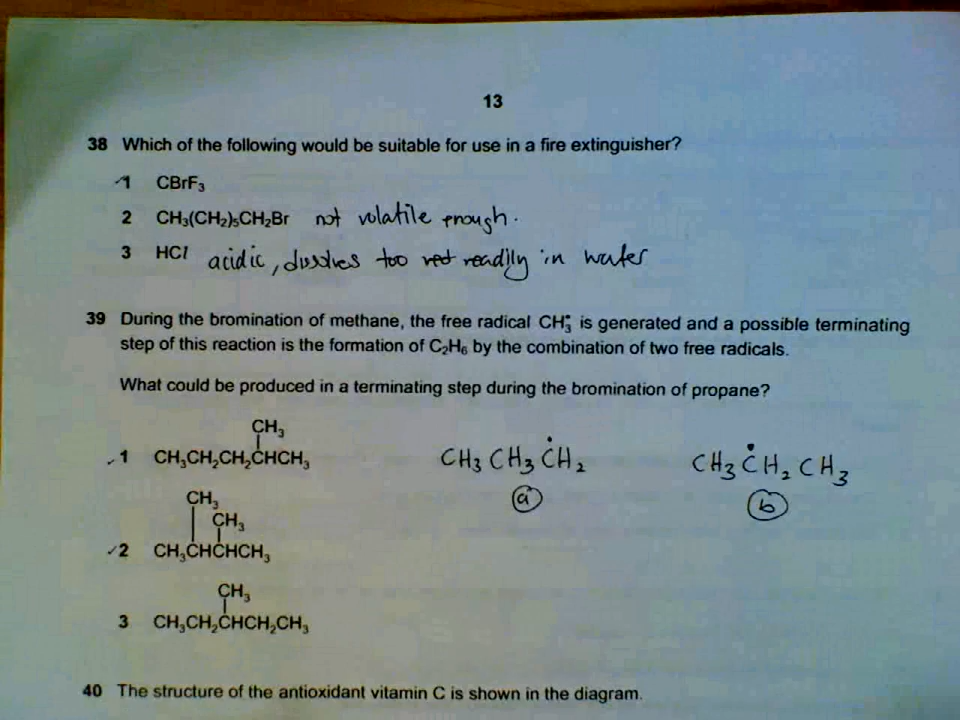 13
38 Which of the following would be suitable for use in a fire extinguisher?
✓1 CBrF₃
2 CH₃(CH₂)₅CH₂Br not volatile enough.
3 HCl acidic, dissolves too red readily in water
39 During the bromination of methane, the free radical CH₃• is generated and a possible terminating
step of this reaction is the formation of C₂H₆ by the combination of two free radicals.
What could be produced in a terminating step during the bromination of propane?
CH₃
✓1 CH₃CH₂CH₂CHCH₃ CH₃CH₃ĊH₂ CH₃ĊH₂CH₃
a b
CH₃
CH₃
✓2 CH₃CHCHCH₃
CH₃
3 CH₃CH₂CHCH₂CH₃
40 The structure of the antioxidant vitamin C is shown in the diagram.